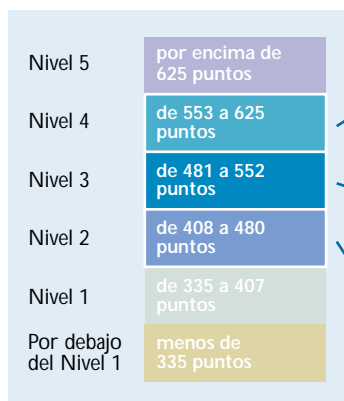 Nivel 5
por encima de
625 puntos
Nivel 4
de 553 a 625
puntos
Nivel 3
de 481 a 552
puntos
Nivel 2
de 408 a 480
puntos
Nivel 1
de 335 a 407
puntos
Por debajo
del Nivel 1
menos de
335 puntos